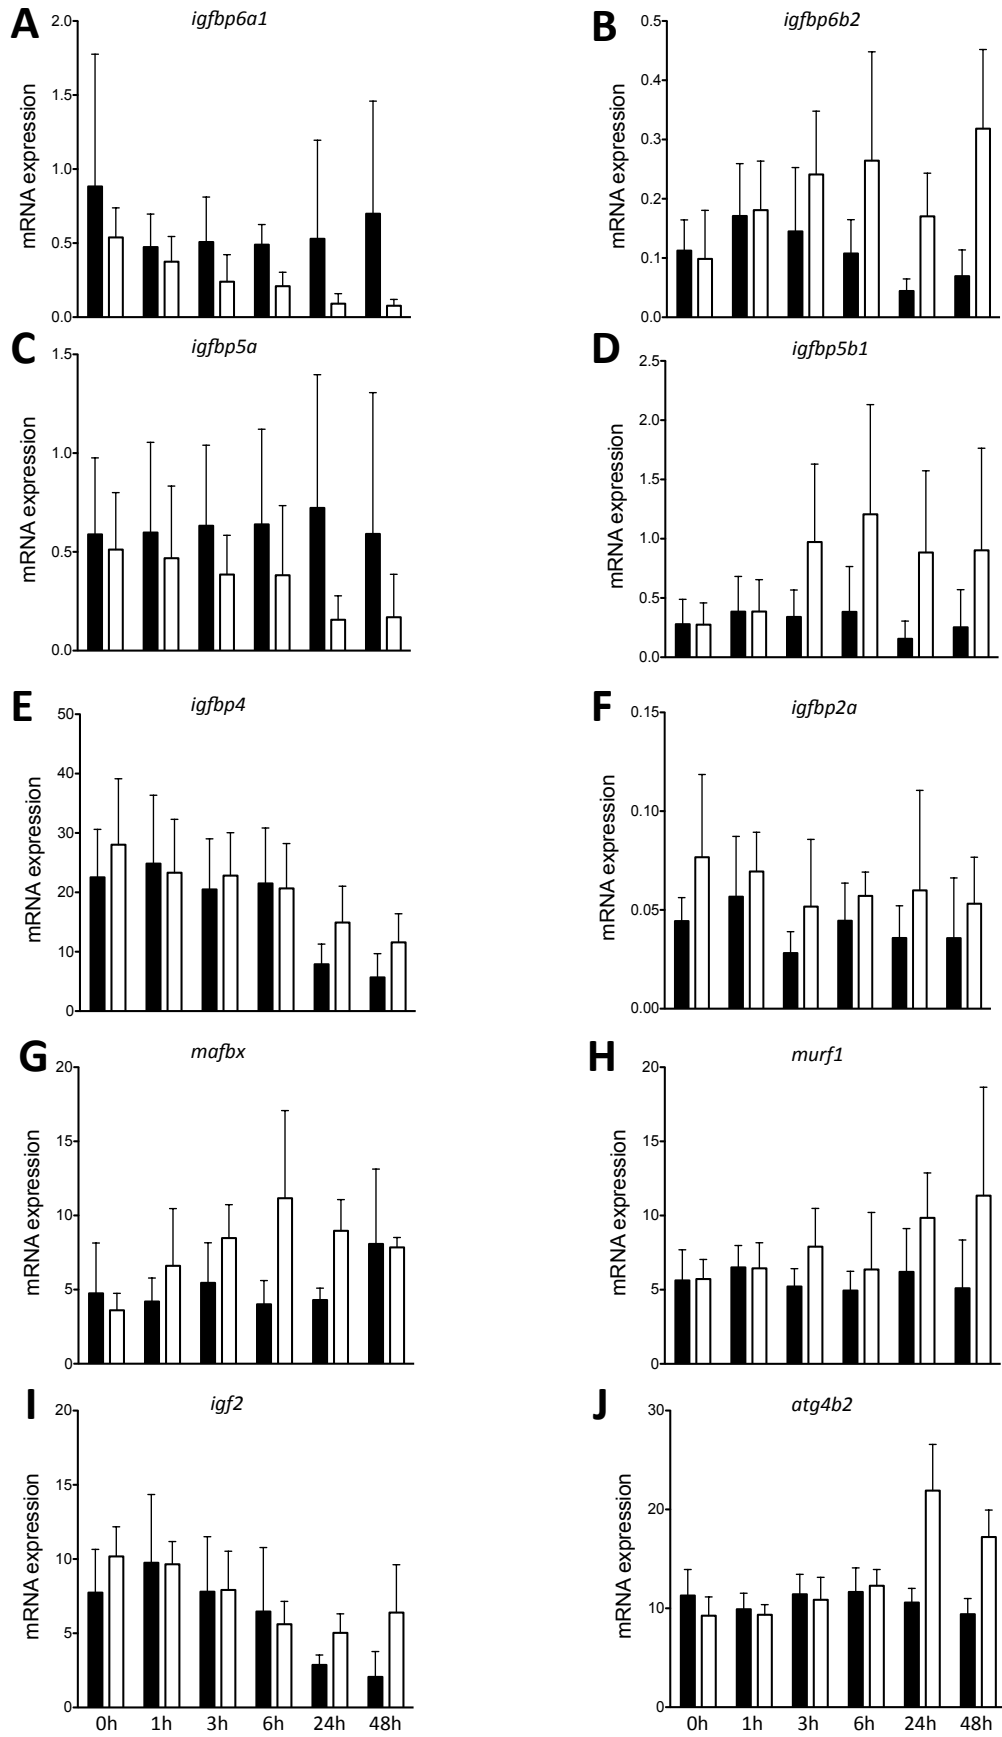 A
igfbp6a1
mRNA expression
2.0
1.5
1.0
0.5
0.0
B
igfbp6b2
mRNA expression
0.5
0.4
0.3
0.2
0.1
0.0
C
igfbp5a
mRNA expression
1.5
1.0
0.5
0.0
D
igfbp5b1
mRNA expression
2.5
2.0
1.5
1.0
0.5
0.0
E
igfbp4
mRNA expression
50
40
30
20
10
0
F
igfbp2a
mRNA expression
0.15
0.10
0.05
0.00
G
mafbx
mRNA expression
20
15
10
5
0
H
murf1
mRNA expression
20
15
10
5
0
I
igf2
mRNA expression
20
15
10
5
0
0h 1h 3h 6h 24h 48h
J
atg4b2
mRNA expression
30
20
10
0
0h 1h 3h 6h 24h 48h